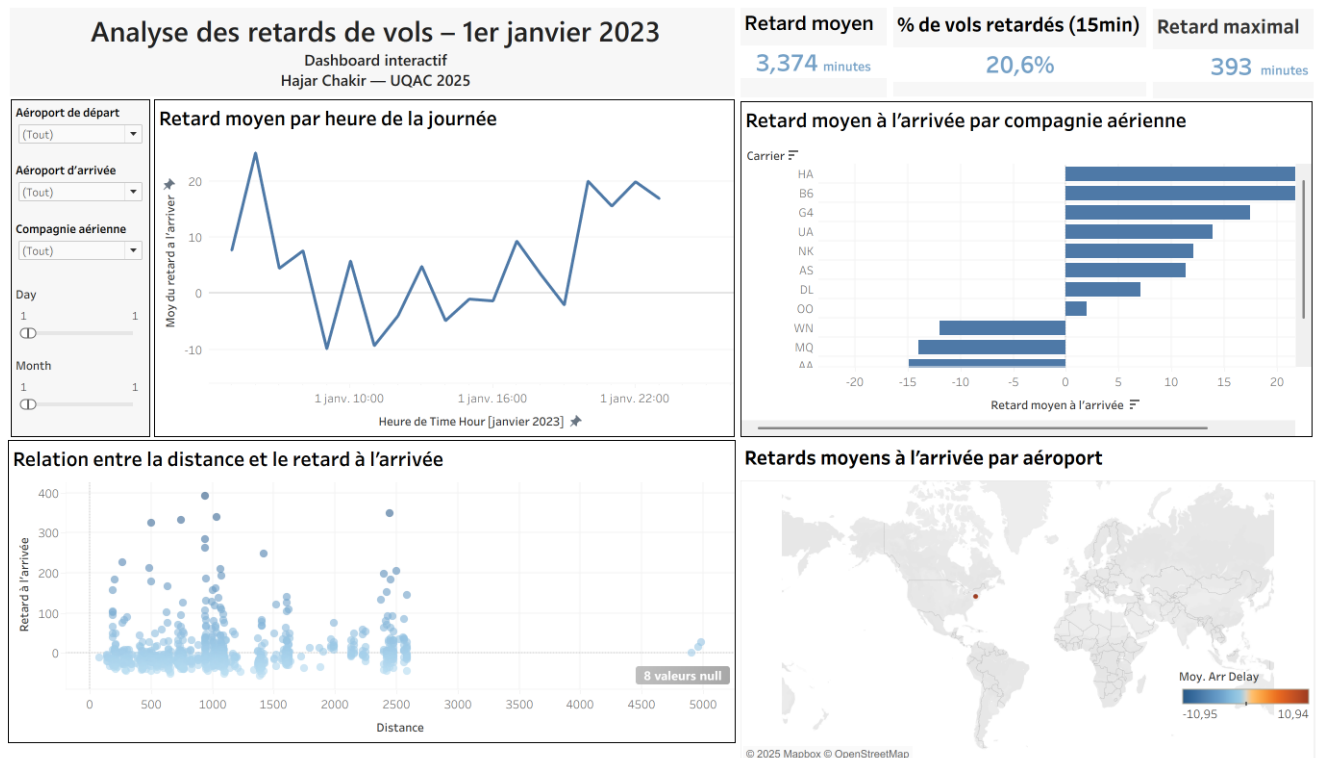 Analyse des retards de vols – 1er janvier 2023
Dashboard interactif
Hajar Chakir — UQAC 2025
Retard moyen
3,374 minutes
% de vols retardés (15min)
20,6%
Retard maximal
393 minutes
Aéroport de départ
(Tout)
Aéroport d’arrivée
(Tout)
Compagnie aérienne
(Tout)
Day
1 1
Month
1 1
Retard moyen par heure de la journée
Moy du retard a l’arriver
20
10
0
-10
1 janv. 10:00 1 janv. 16:00 1 janv. 22:00
Heure de Time Hour [janvier 2023]
Retard moyen à l’arrivée par compagnie aérienne
Carrier
HA
B6
G4
UA
NK
AS
DL
OO
WN
MQ
AA
-20 -15 -10 -5 0 5 10 15 20
Retard moyen à l’arrivée
Relation entre la distance et le retard à l’arrivée
Retard à l’arrivée
400
300
200
100
0
8 valeurs null
0 500 1000 1500 2000 2500 3000 3500 4000 4500 5000
Distance
Retards moyens à l’arrivée par aéroport
Moy. Arr Delay
-10,95 10,94
© 2025 Mapbox © OpenStreetMap